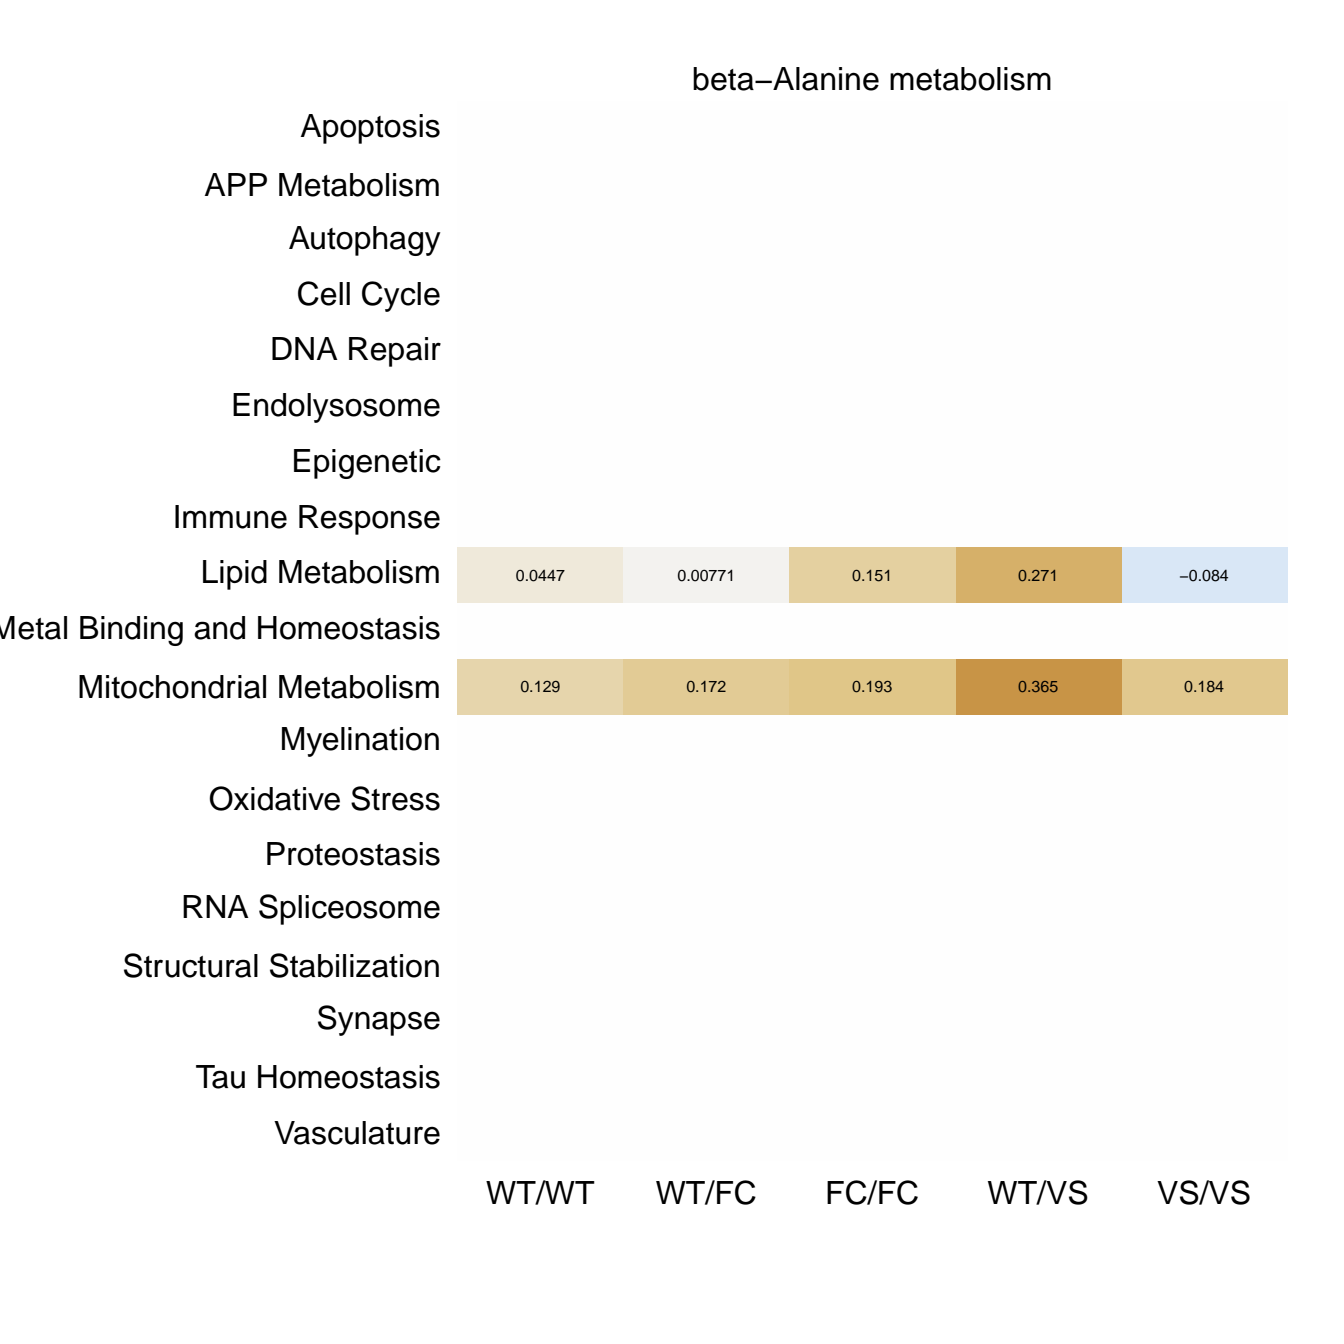 beta–Alanine metabolism
Apoptosis
APP Metabolism
Autophagy
Cell Cycle
DNA Repair
Endolysosome
Epigenetic
Immune Response
Lipid Metabolism 0.0447 0.00771 0.151 0.271 −0.084
Metal Binding and Homeostasis
Mitochondrial Metabolism 0.129 0.172 0.193 0.365 0.184
Myelination
Oxidative Stress
Proteostasis
RNA Spliceosome
Structural Stabilization
Synapse
Tau Homeostasis
Vasculature
WT/WT WT/FC FC/FC WT/VS VS/VS